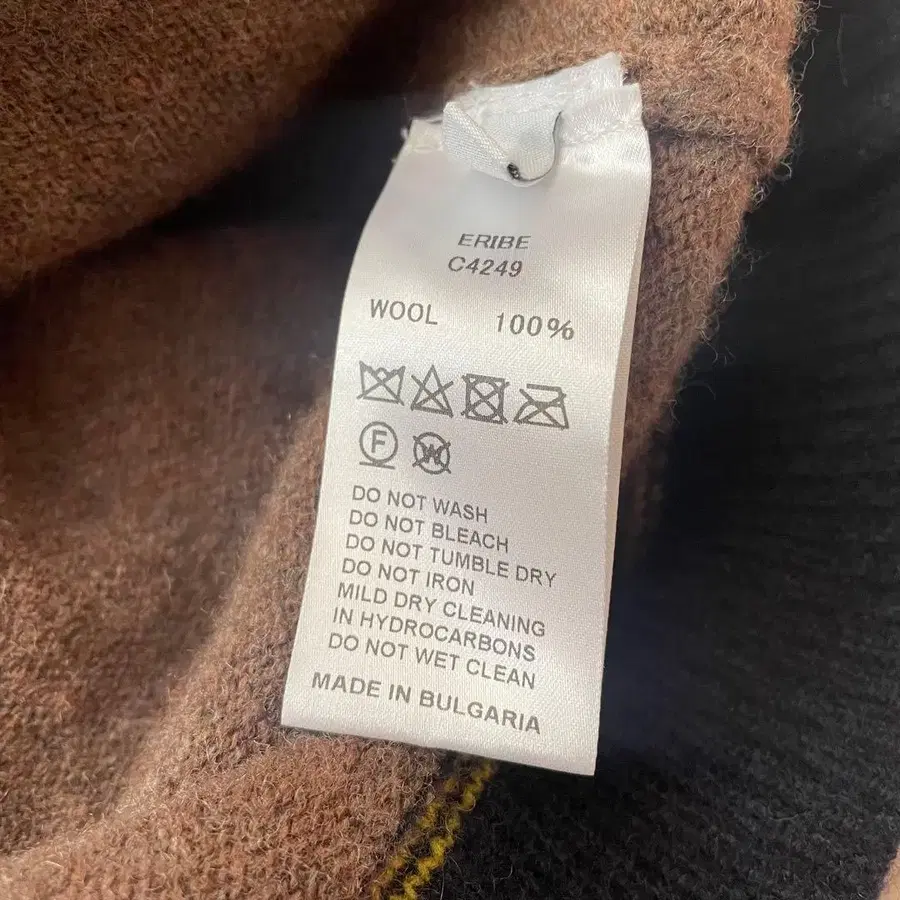 ERIBE
C4249
WOOL 100%
F W
DO NOT WASH
DO NOT BLEACH
DO NOT TUMBLE DRY
DO NOT IRON
MILD DRY CLEANING
IN HYDROCARBONS
DO NOT WET CLEAN
MADE IN BULGARIA